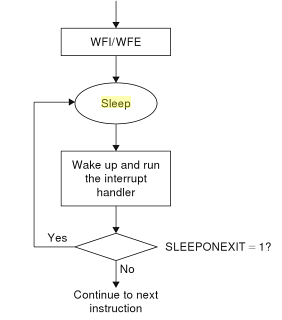 WFI/WFE
Sleep
Wake up and run
the interrupt
handler
Yes
SLEEPONEXIT = 1?
No
Continue to next
instruction